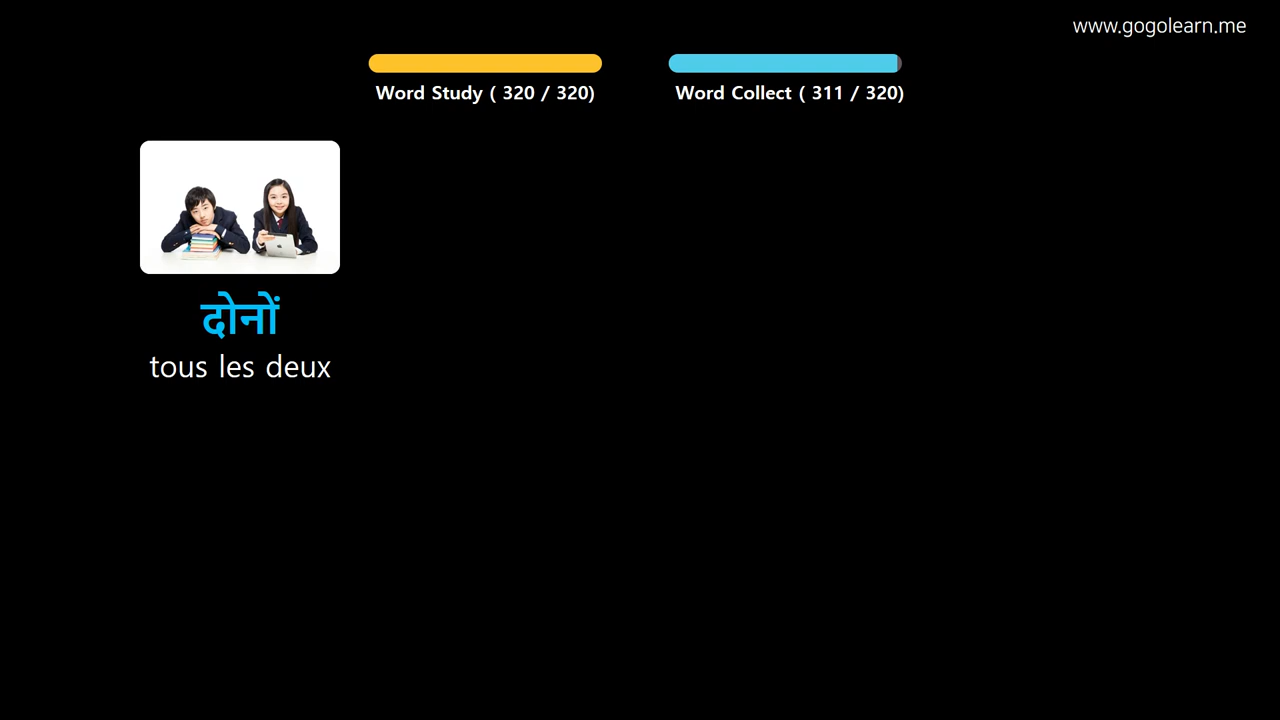 www.gogolearn.me
Word Study ( 320 / 320)
Word Collect ( 311 / 320)
दोनों
tous les deux